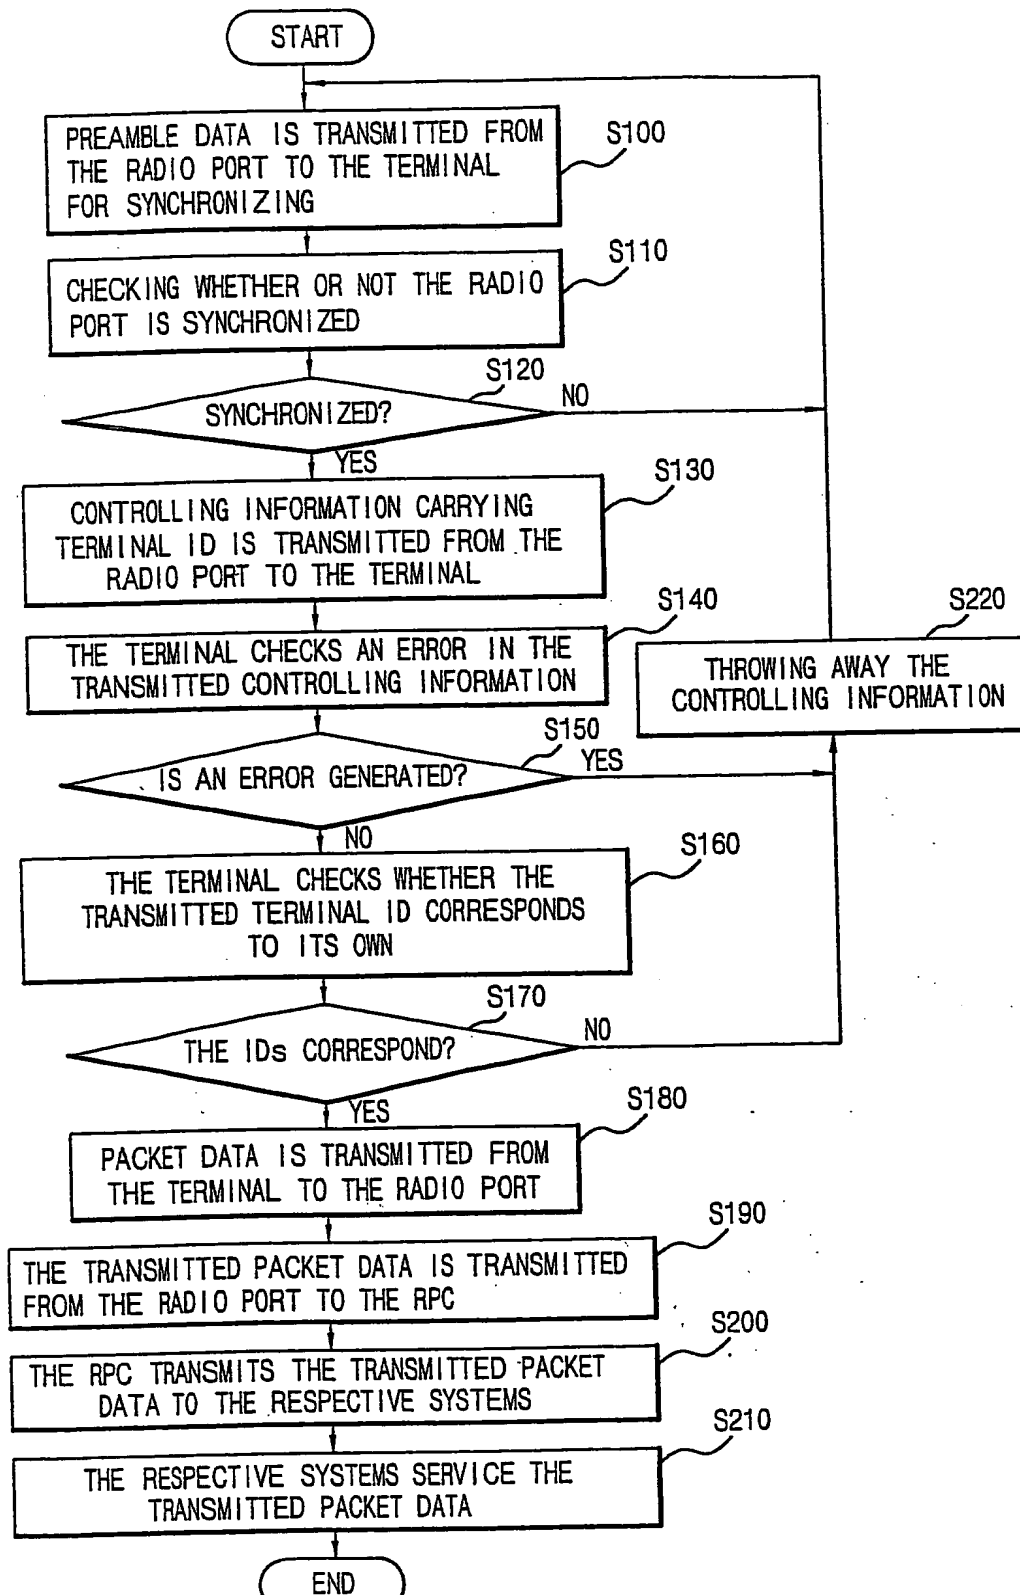 START
PREAMBLE DATA IS TRANSMITTED FROM
THE RADIO PORT TO THE TERMINAL
FOR SYNCHRONIZING
S100
CHECKING WHETHER OR NOT THE RADIO
PORT IS SYNCHRONIZED
S110
SYNCHRONIZED?
S120
NO
YES
CONTROLLING INFORMATION CARRYING
TERMINAL ID IS TRANSMITTED FROM THE
RADIO PORT TO THE TERMINAL
S130
THE TERMINAL CHECKS AN ERROR IN THE
TRANSMITTED CONTROLLING INFORMATION
S140
THROWING AWAY THE
CONTROLLING INFORMATION
S220
IS AN ERROR GENERATED?
S150
YES
NO
THE TERMINAL CHECKS WHETHER THE
TRANSMITTED TERMINAL ID CORRESPONDS
TO ITS OWN
S160
THE IDs CORRESPOND?
S170
NO
YES
PACKET DATA IS TRANSMITTED FROM
THE TERMINAL TO THE RADIO PORT
S180
THE TRANSMITTED PACKET DATA IS TRANSMITTED
FROM THE RADIO PORT TO THE RPC
S190
THE RPC TRANSMITS THE TRANSMITTED PACKET
DATA TO THE RESPECTIVE SYSTEMS
S200
THE RESPECTIVE SYSTEMS SERVICE THE
TRANSMITTED PACKET DATA
S210
END